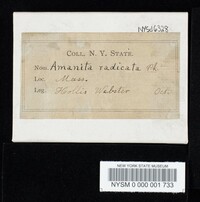 COLL. N. Y. STATE.
Name Amanita radicata Pk
Loc. Mass.
Leg. Hollis Webster
NEW YORK STATE MUSEUM
NYSM 0 000 001 733